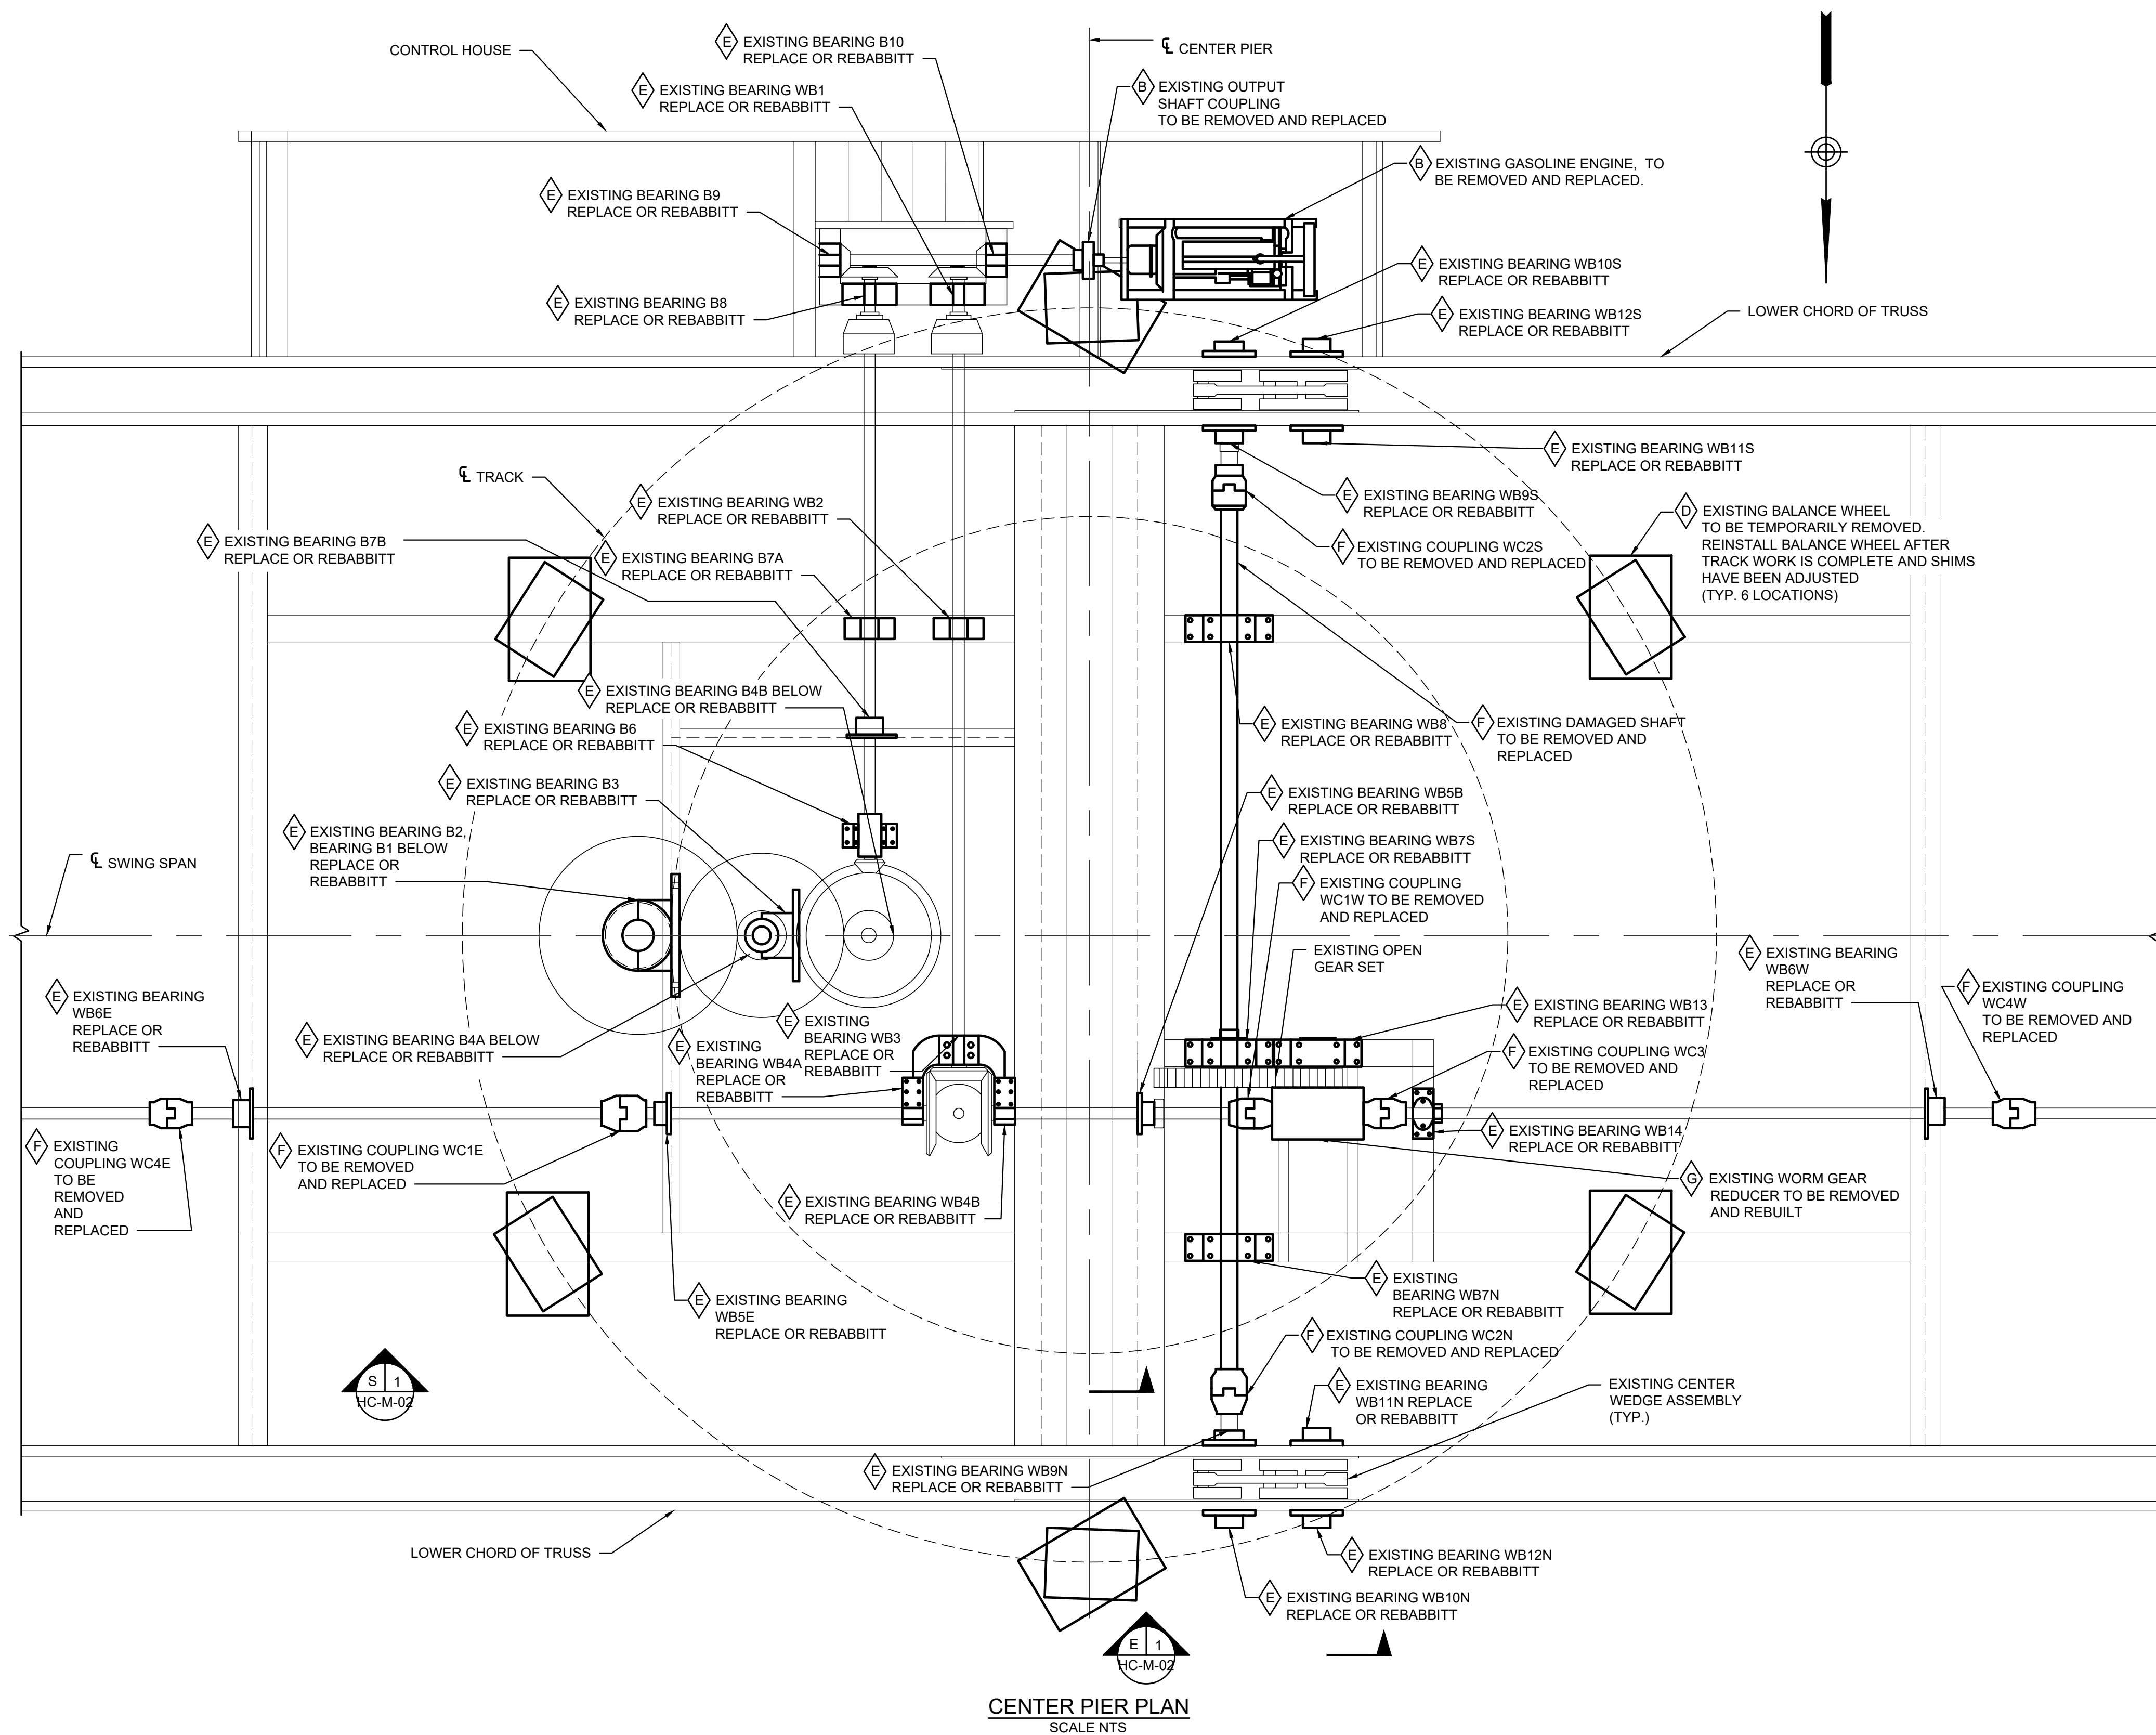 CONTROL HOUSE
E
EXISTING BEARING B10
REPLACE OR REBABBITT
℄ CENTER PIER
E
EXISTING BEARING WB1
REPLACE OR REBABBITT
B
EXISTING OUTPUT
SHAFT COUPLING
TO BE REMOVED AND REPLACED
B
EXISTING GASOLINE ENGINE, TO
BE REMOVED AND REPLACED.
E
EXISTING BEARING B9
REPLACE OR REBABBITT
E
EXISTING BEARING WB10S
REPLACE OR REBABBITT
E
EXISTING BEARING B8
REPLACE OR REBABBITT
E
EXISTING BEARING WB12S
REPLACE OR REBABBITT
LOWER CHORD OF TRUSS
E
EXISTING BEARING WB11S
REPLACE OR REBABBITT
℄ TRACK
E
EXISTING BEARING WB2
REPLACE OR REBABBITT
E
EXISTING BEARING WB9S
REPLACE OR REBABBITT
D
EXISTING BALANCE WHEEL
TO BE TEMPORARILY REMOVED.
REINSTALL BALANCE WHEEL AFTER
TRACK WORK IS COMPLETE AND SHIMS
HAVE BEEN ADJUSTED
(TYP. 6 LOCATIONS)
E
EXISTING BEARING B7B
REPLACE OR REBABBITT
E
EXISTING BEARING B7A
REPLACE OR REBABBITT
F
EXISTING COUPLING WC2S
TO BE REMOVED AND REPLACED
E
EXISTING BEARING B4B BELOW
REPLACE OR REBABBITT
E
EXISTING BEARING B6
REPLACE OR REBABBITT
E
EXISTING BEARING WB8
REPLACE OR REBABBITT
F
EXISTING DAMAGED SHAFT
TO BE REMOVED AND
REPLACED
E
EXISTING BEARING B3
REPLACE OR REBABBITT
E
EXISTING BEARING WB5B
REPLACE OR REBABBITT
E
EXISTING BEARING B2,
BEARING B1 BELOW
REPLACE OR
REBABBITT
E
EXISTING BEARING WB7S
REPLACE OR REBABBITT
℄ SWING SPAN
F
EXISTING COUPLING
WC1W TO BE REMOVED
AND REPLACED
EXISTING OPEN
GEAR SET
E
EXISTING BEARING
WB6W
REPLACE OR
REBABBITT
F
EXISTING COUPLING
WC4W
TO BE REMOVED AND
REPLACED
E
EXISTING BEARING
WB6E
REPLACE OR
REBABBITT
E
EXISTING BEARING B4A BELOW
REPLACE OR REBABBITT
E
EXISTING
BEARING WB3
REPLACE OR
REBABBITT
E
EXISTING
BEARING WB4A
REPLACE OR
REBABBITT
E
EXISTING BEARING WB13
REPLACE OR REBABBITT
F
EXISTING COUPLING WC3
TO BE REMOVED AND
REPLACED
F
EXISTING
COUPLING WC4E
TO BE
REMOVED
AND
REPLACED
F
EXISTING COUPLING WC1E
TO BE REMOVED
AND REPLACED
E
EXISTING BEARING WB14
REPLACE OR REBABBITT
G
EXISTING WORM GEAR
REDUCER TO BE REMOVED
AND REBUILT
E
EXISTING BEARING WB4B
REPLACE OR REBABBITT
E
EXISTING BEARING
WB5E
REPLACE OR REBABBITT
E
EXISTING
BEARING WB7N
REPLACE OR REBABBITT
F
EXISTING COUPLING WC2N
TO BE REMOVED AND REPLACED
S 1
HC-M-02
E
EXISTING BEARING
WB11N REPLACE
OR REBABBITT
EXISTING CENTER
WEDGE ASSEMBLY
(TYP.)
E
EXISTING BEARING WB9N
REPLACE OR REBABBITT
LOWER CHORD OF TRUSS
E
EXISTING BEARING WB12N
REPLACE OR REBABBITT
E
EXISTING BEARING WB10N
REPLACE OR REBABBITT
E 1
HC-M-02
CENTER PIER PLAN
SCALE NTS